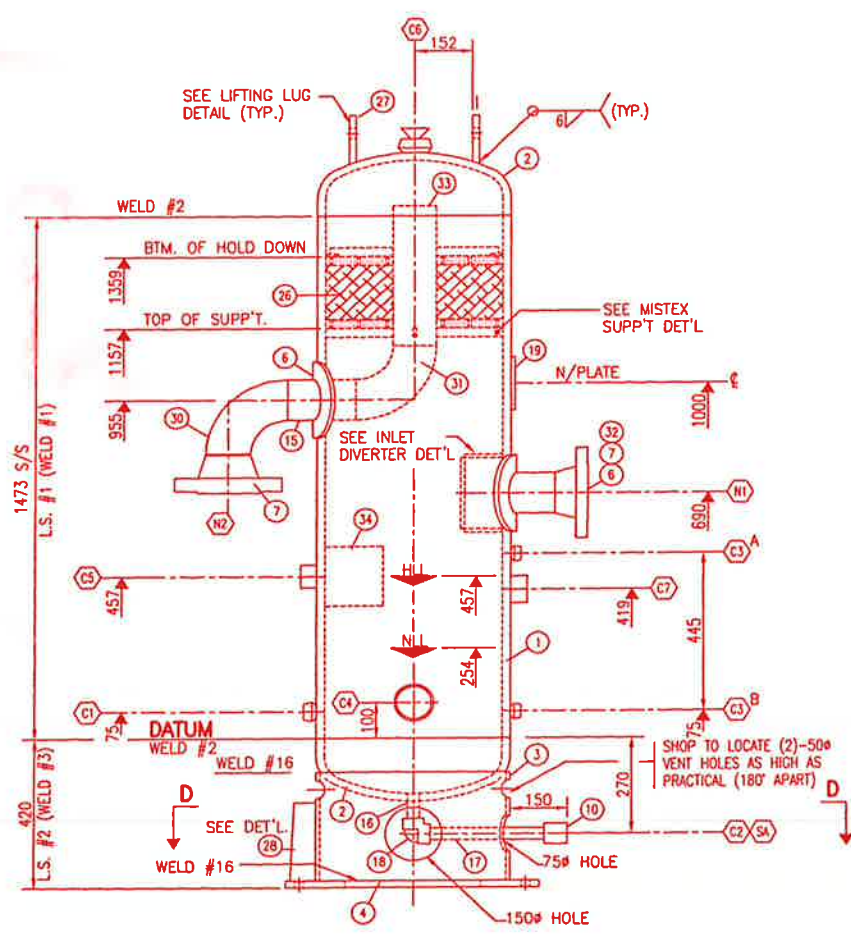 C6
152
SEE LIFTING LUG
DETAIL (TYP.)
27
6
(TYP.)
2
33
WELD #2
BTM. OF HOLD DOWN
1359
26
TOP OF SUPP'T.
1157
SEE MISTEX
SUPP'T DET'L
6
19
N/PLATE
℄
1000
31
955
30
15
SEE INLET
DIVERTER DET'L
32
7
6
1473 S/S
L.S. #1 (WELD #1)
7
N2
N1
690
34
C3 A
C5
457
HLL
457
C7
419
445
NLL
254
1
C4
100
C1
75
C3 B
75
DATUM
WELD #2
WELD #16
3
SHOP TO LOCATE (2)-50ø
VENT HOLES AS HIGH AS
PRACTICAL (180° APART)
270
420
L.S. #2 (WELD #3)
D
2
150
10
D
16
SEE DET'L.
28
C2
SA
18
17
75ø HOLE
WELD #16
4
150ø HOLE